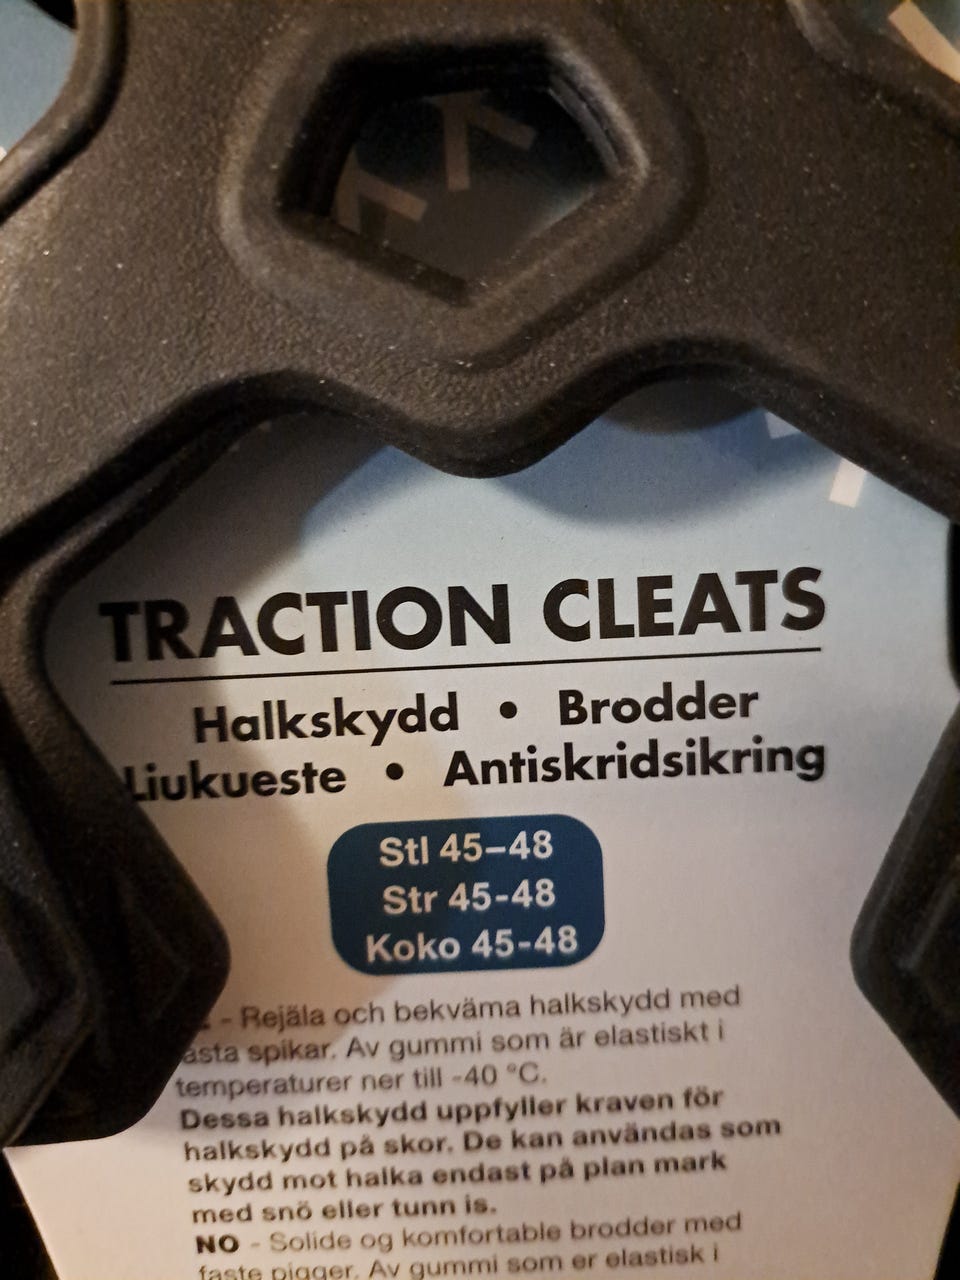 TRACTION CLEATS
Halkskydd • Brodder
Liukueste • Antiskridsikring
Stl 45–48
Str 45-48
Koko 45-48
- Rejäla och bekväma halkskydd med
asta spikar. Av gummi som är elastiskt i
temperaturer ner till -40 °C.
Dessa halkskydd uppfyller kraven för
halkskydd på skor. De kan användas som
skydd mot halka endast på plan mark
med snö eller tunn is.
NO - Solide og komfortable brodder med
faste pigger. Av gummi som er elastisk i